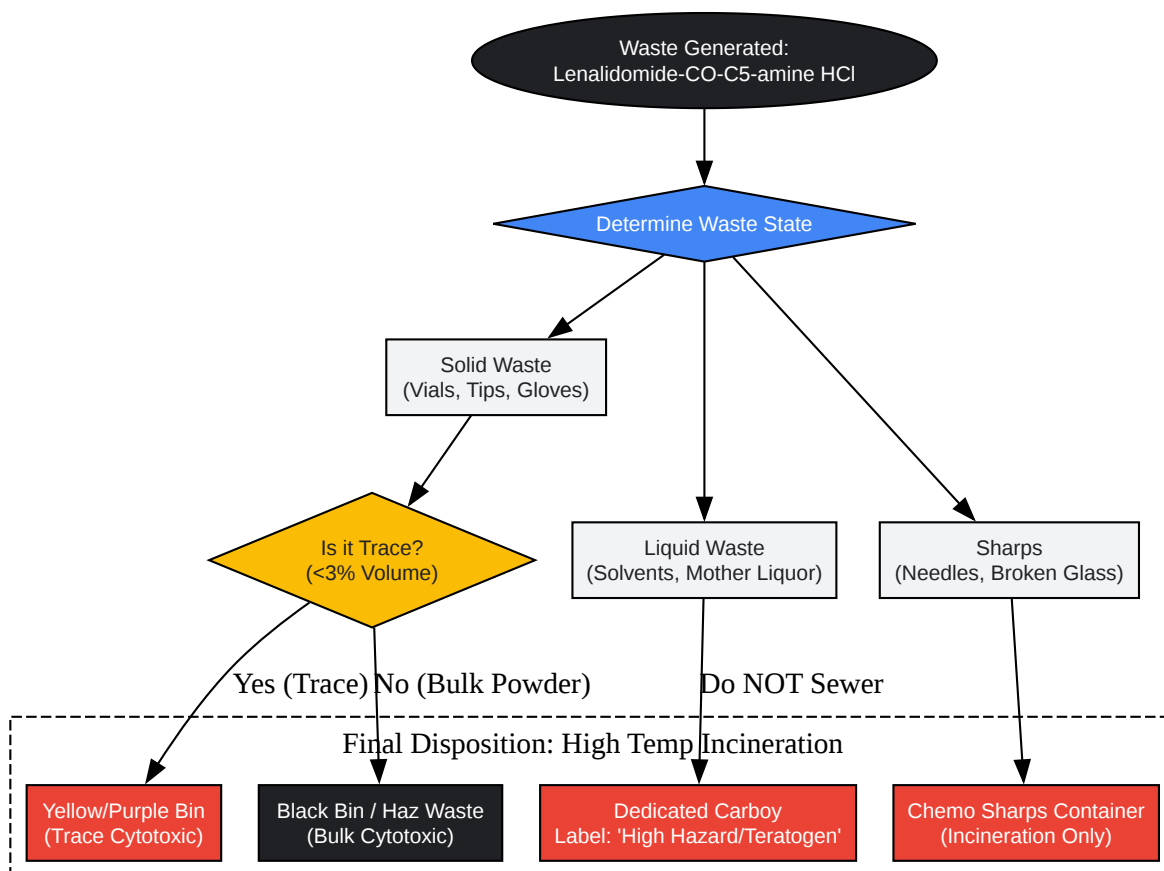 Waste Generated:
Lenalidomide-CO-C5-amine HCl
Determine Waste State
Solid Waste
(Vials, Tips, Gloves)
Is it Trace?
(<3% Volume)
Liquid Waste
(Solvents, Mother Liquor)
Sharps
(Needles, Broken Glass)
Yes (Trace)
No (Bulk Powder)
Do NOT Sewer
Final Disposition: High Temp Incineration
Yellow/Purple Bin
(Trace Cytotoxic)
Black Bin / Haz Waste
(Bulk Cytotoxic)
Dedicated Carboy
Label: 'High Hazard/Teratogen'
Chemo Sharps Container
(Incineration Only)